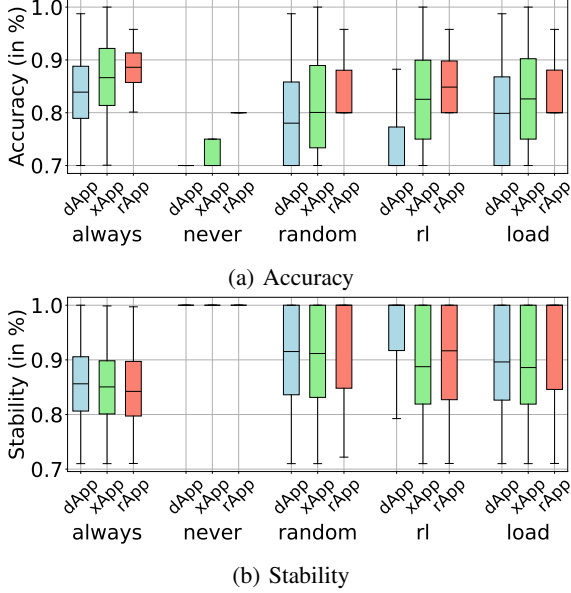 Accuracy (in %)
1.0
0.9
0.8
0.7
dApp xApp rApp dApp xApp rApp dApp xApp rApp dApp xApp rApp dApp xApp rApp
always never random rl load
(a) Accuracy
Stability (in %)
1.0
0.9
0.8
0.7
dApp xApp rApp dApp xApp rApp dApp xApp rApp dApp xApp rApp dApp xApp rApp
always never random rl load
(b) Stability